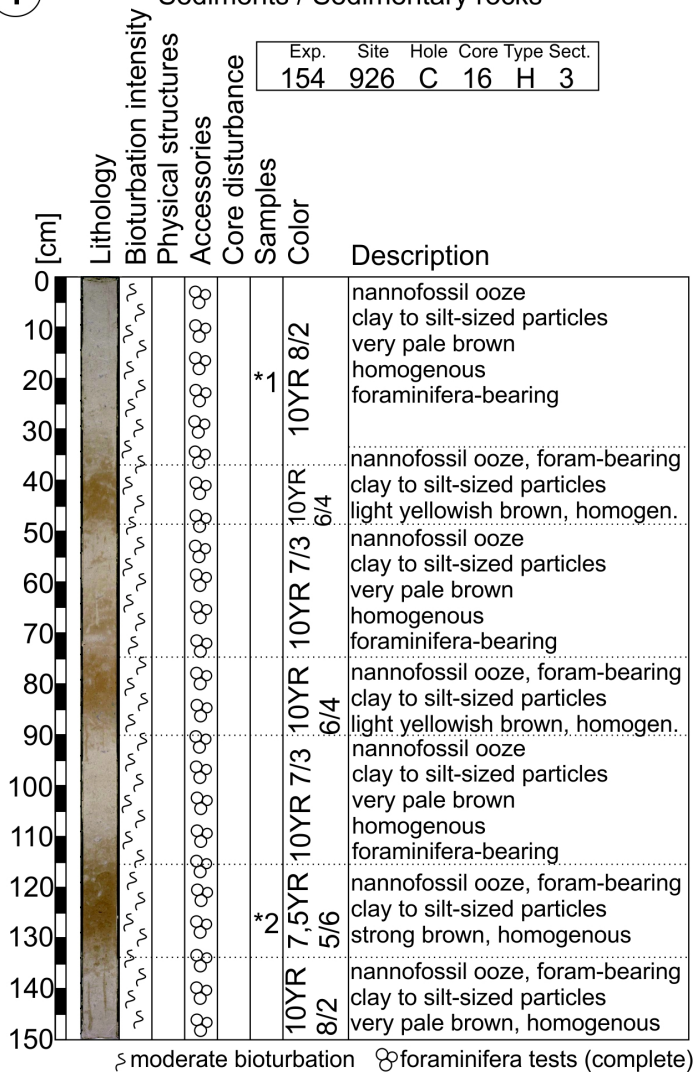 Sediments / Sedimentary rocks
Exp. Site Hole Core Type Sect.
154 926 C 16 H 3
[cm]
Lithology
Bioturbation intensity
Physical structures
Accessories
Core disturbance
Samples
Color
Description
0
10
20
30
40
50
60
70
80
90
100
110
120
130
140
150
*1
*2
10YR 8/2
nannofossil ooze
clay to silt-sized particles
very pale brown
homogenous
foraminifera-bearing
10YR
6/4
nannofossil ooze, foram-bearing
clay to silt-sized particles
light yellowish brown, homogen.
10YR 7/3
nannofossil ooze
clay to silt-sized particles
very pale brown
homogenous
foraminifera-bearing
10YR
6/4
nannofossil ooze, foram-bearing
clay to silt-sized particles
light yellowish brown, homogen.
10YR 7/3
nannofossil ooze
clay to silt-sized particles
very pale brown
homogenous
foraminifera-bearing
7,5YR
5/6
nannofossil ooze, foram-bearing
clay to silt-sized particles
strong brown, homogenous
10YR
8/2
nannofossil ooze, foram-bearing
clay to silt-sized particles
very pale brown, homogenous
moderate bioturbation foraminifera tests (complete)